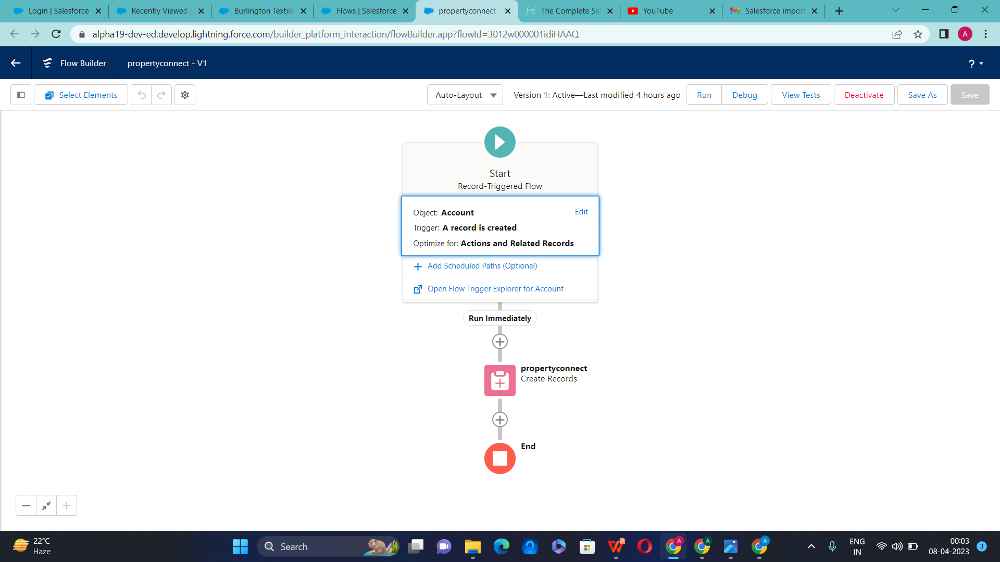 Login | Salesforce
Recently Viewed |
Burlington Textile
Flows | Salesforce
propertyconnect
The Complete Sal
YouTube
Salesforce import
alpha19-dev-ed.develop.lightning.force.com/builder_platform_interaction/flowBuilder.app?flowId=3012w000001idiHAAQ
A
Flow Builder
propertyconnect - V1
?
Select Elements
Auto-Layout
Version 1: Active—Last modified 4 hours ago
Run
Debug
View Tests
Deactivate
Save As
Save
Start
Record-Triggered Flow
Object: Account
Edit
Trigger: A record is created
Optimize for: Actions and Related Records
Add Scheduled Paths (Optional)
Open Flow Trigger Explorer for Account
Run Immediately
propertyconnect
Create Records
End
22°C
Haze
Search
A
A
A
ENG
IN
00:03
08-04-2023
3